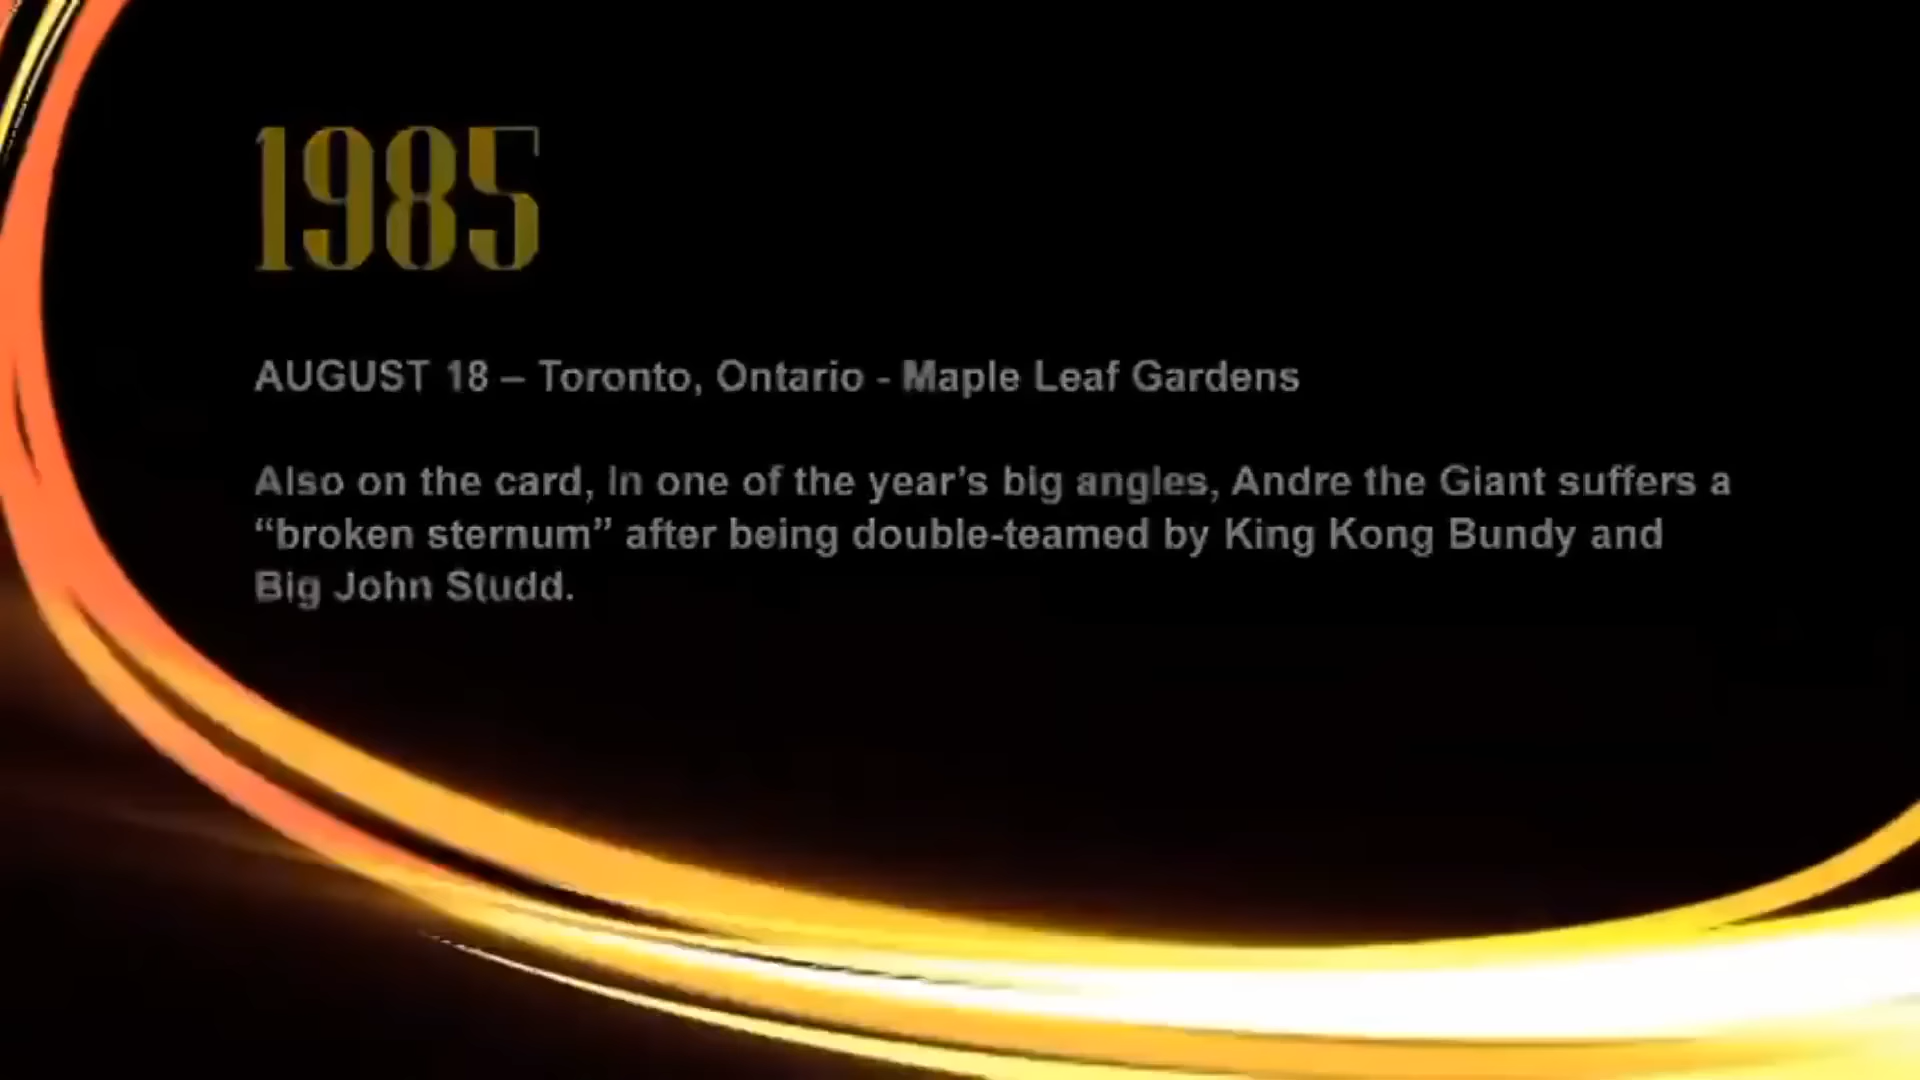 1985
AUGUST 18 – Toronto, Ontario - Maple Leaf Gardens
Also on the card, In one of the year’s big angles, Andre the Giant suffers a
“broken sternum” after being double-teamed by King Kong Bundy and
Big John Studd.